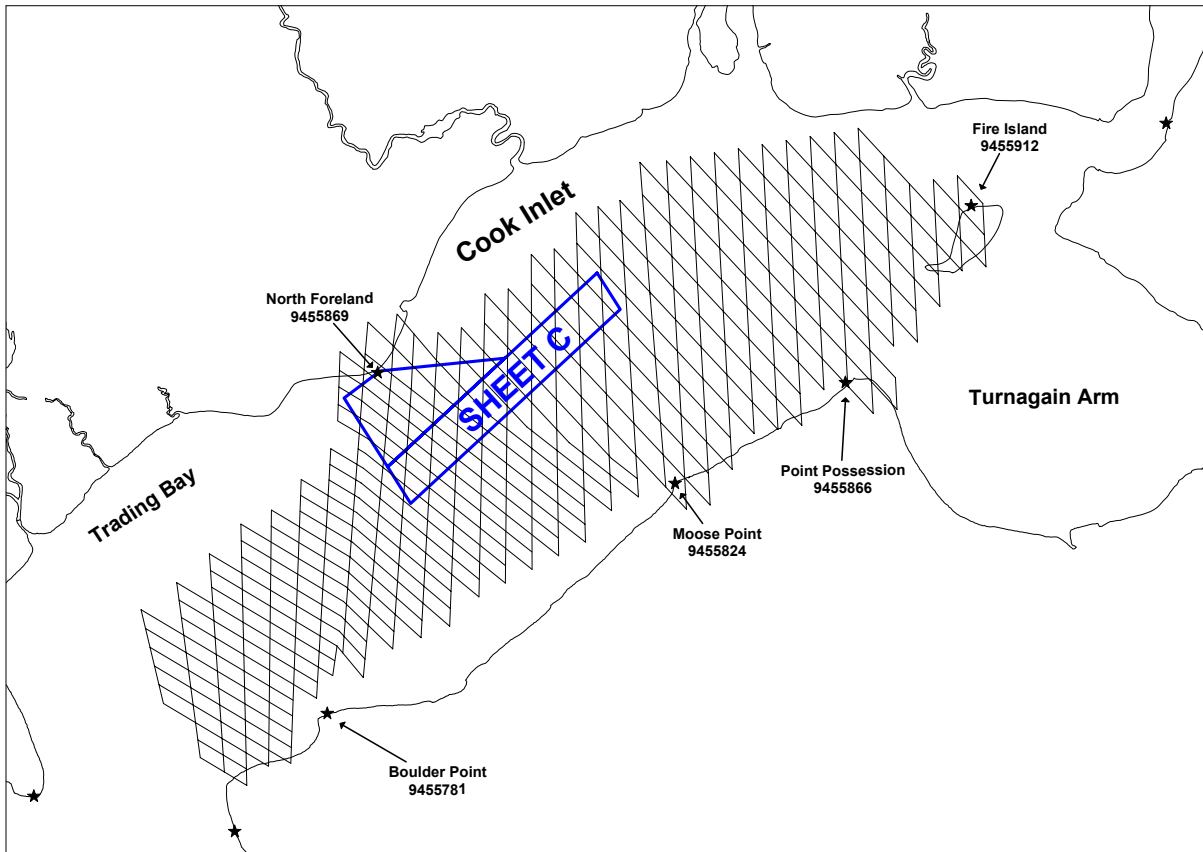 Fire Island
9455912
Cook Inlet
North Foreland
9455869
SHEET C
Turnagain Arm
Point Possession
9455866
Trading Bay
Moose Point
9455824
Boulder Point
9455781